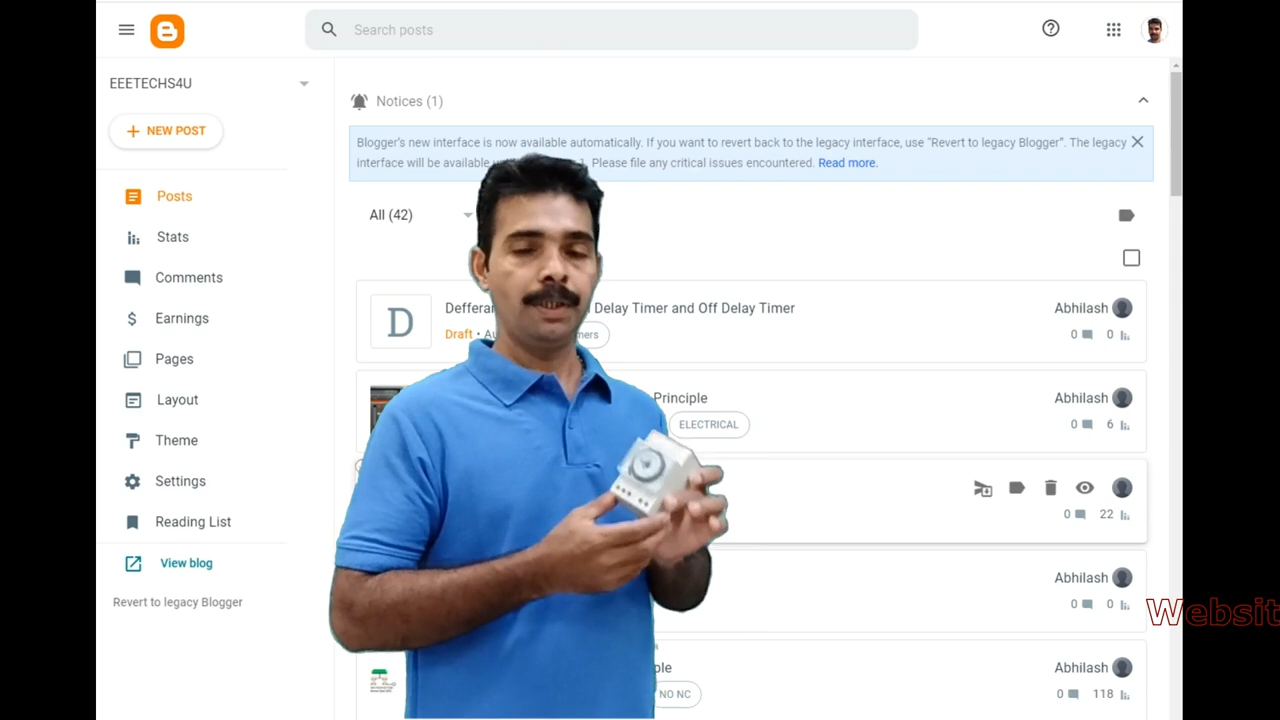 Search posts
EEETECHS4U
NEW POST
Posts
Stats
Comments
Earnings
Pages
Layout
Theme
Settings
Reading List
View blog
Revert to legacy Blogger
Notices (1)
Blogger's new interface is now available automatically. If you want to revert back to the legacy interface, use “Revert to legacy Blogger”. The legacy
interface will be available Please file any critical issues encountered. Read more.
All (42)
D
Delay Timer and Off Delay Timer
Abhilash
Draft •
0 0
Principle
Abhilash
ELECTRICAL
0 6
0 22
Abhilash
0 0
Abhilash
NO NC
0 118